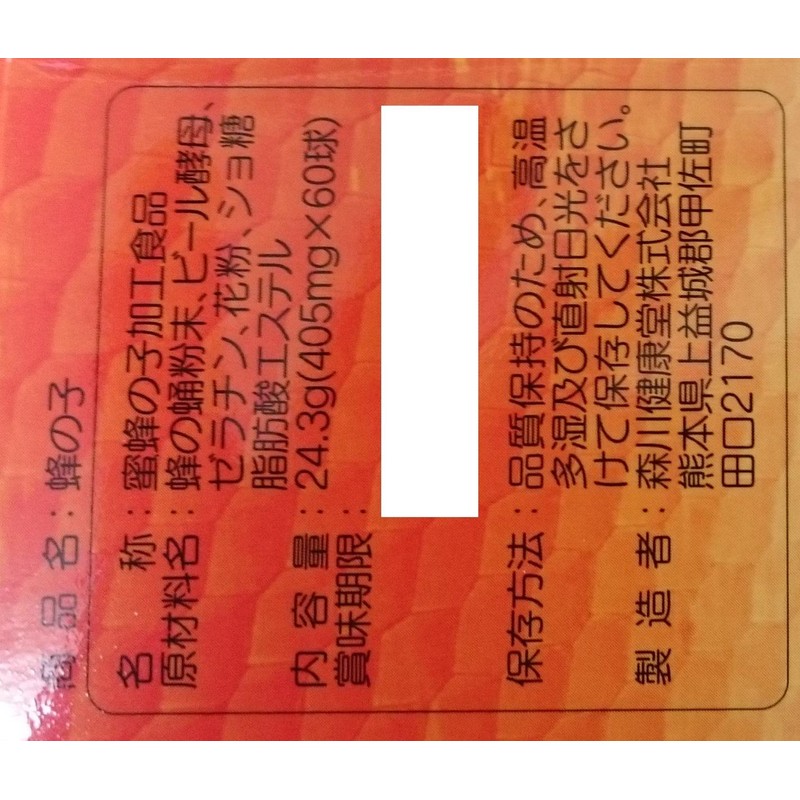 商品名：蜂の子
名称：蜜蜂の子加工食品
原材料名：蜂の蛹粉末、ビール酵母、
ゼラチン、花粉、ショ糖
脂肪酸エステル
内容量：24.3g(405mg×60球)
賞味期限：
保存方法：品質保持のため、高温
多湿及び直射日光をさ
けて保存してください。
製造者：森川健康堂株式会社
熊本県上益城郡甲佐町
田口2170